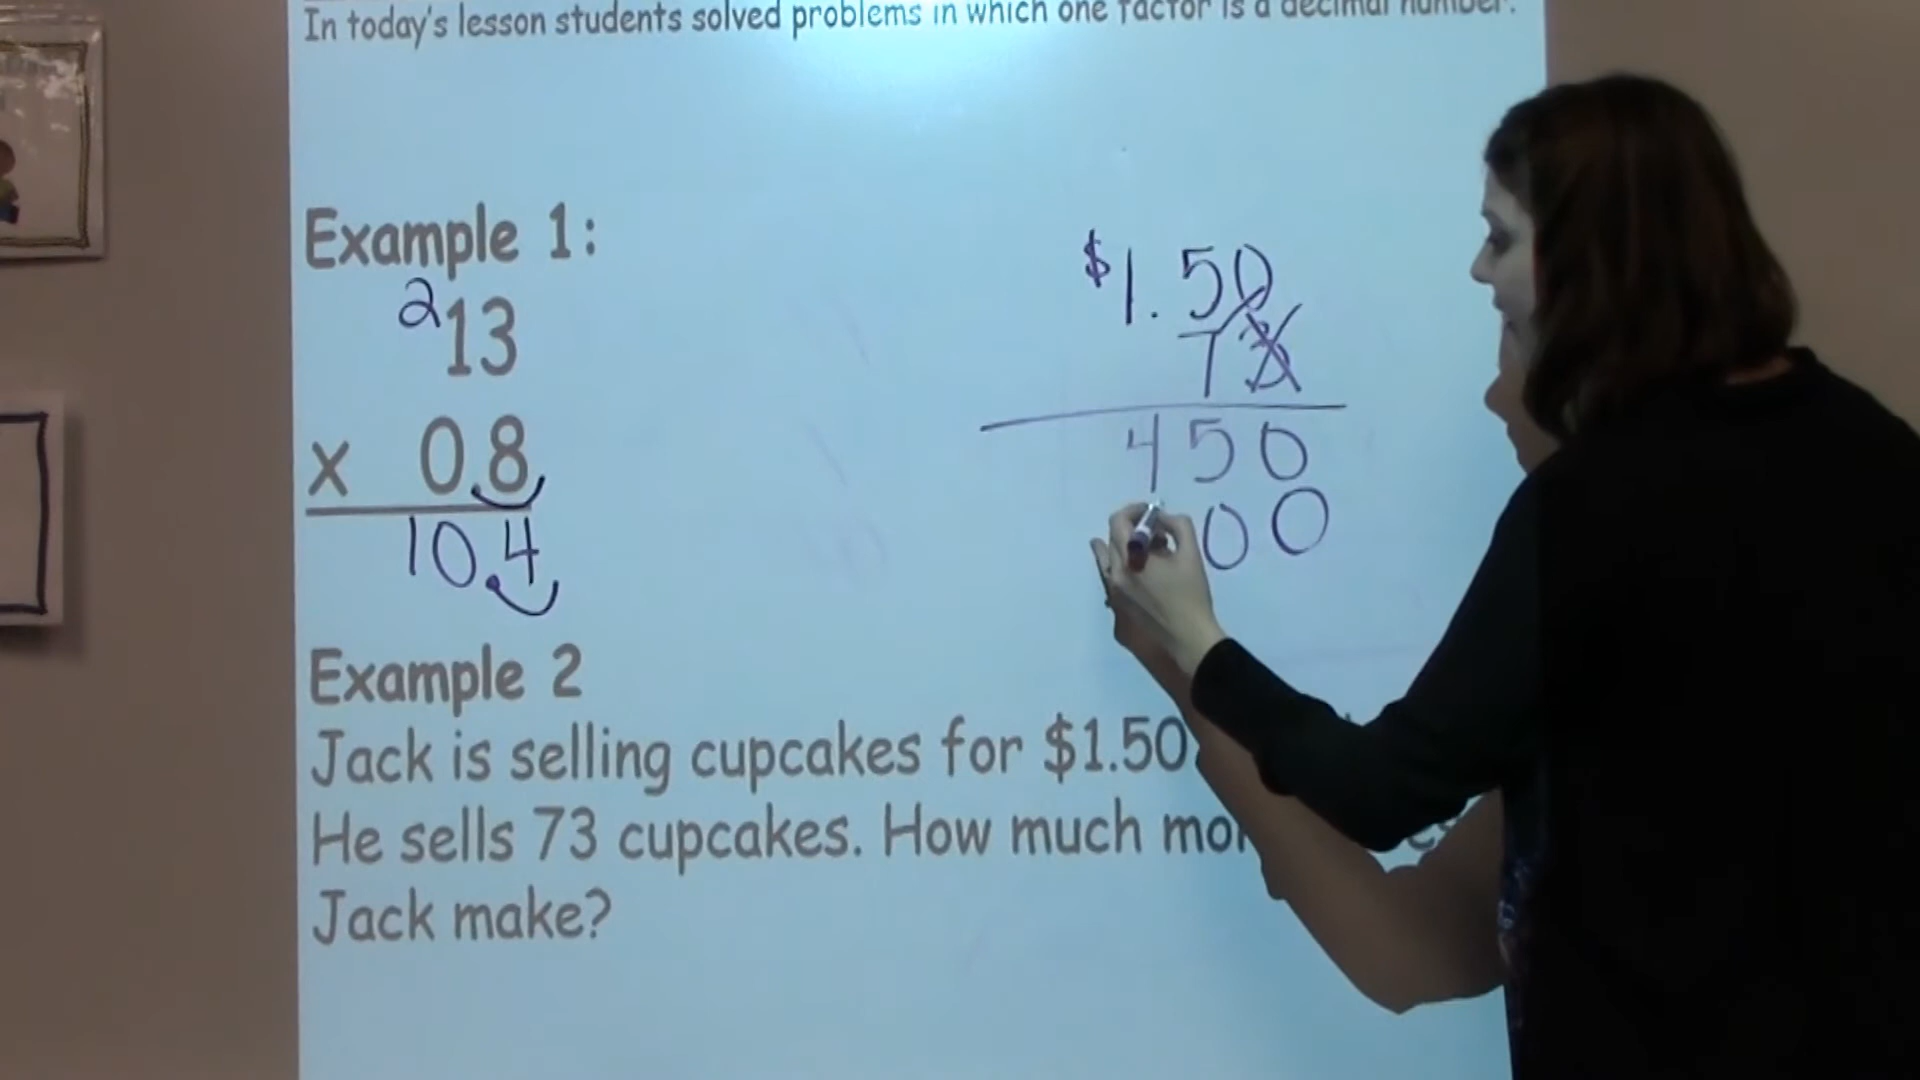 In today's lesson students solved problems in which one factor is a decimal number.
Example 1:
2
13
x 0.8
10.4
$1.50
73
450
00
Example 2
Jack is selling cupcakes for $1.50
He sells 73 cupcakes. How much
Jack make?